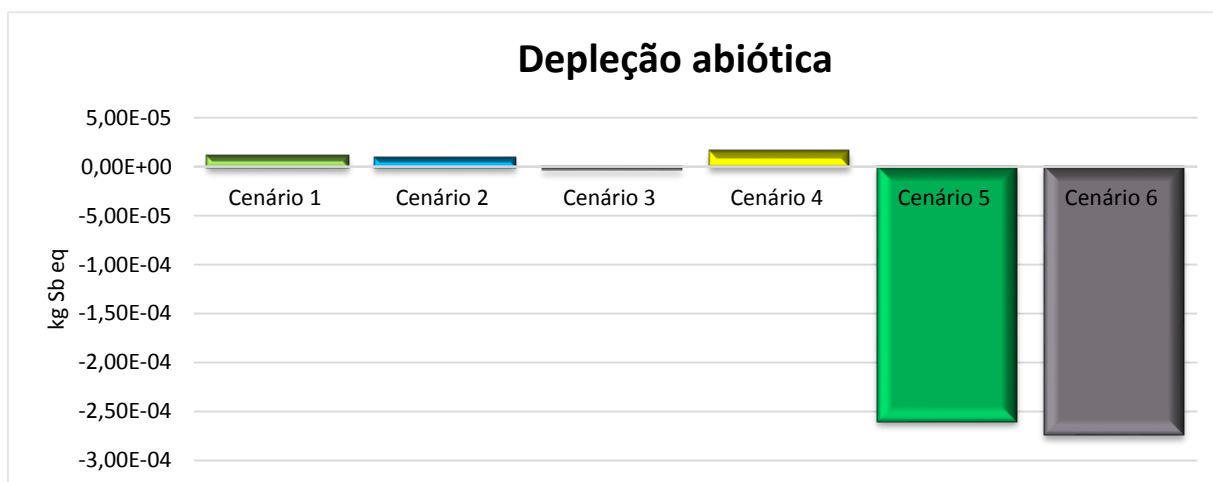 Depleção abiótica
5,00E-05
0,00E+00
-5,00E-05
-1,00E-04
-1,50E-04
-2,00E-04
-2,50E-04
-3,00E-04
kg Sb eq
Cenário 1
Cenário 2
Cenário 3
Cenário 4
Cenário 5
Cenário 6